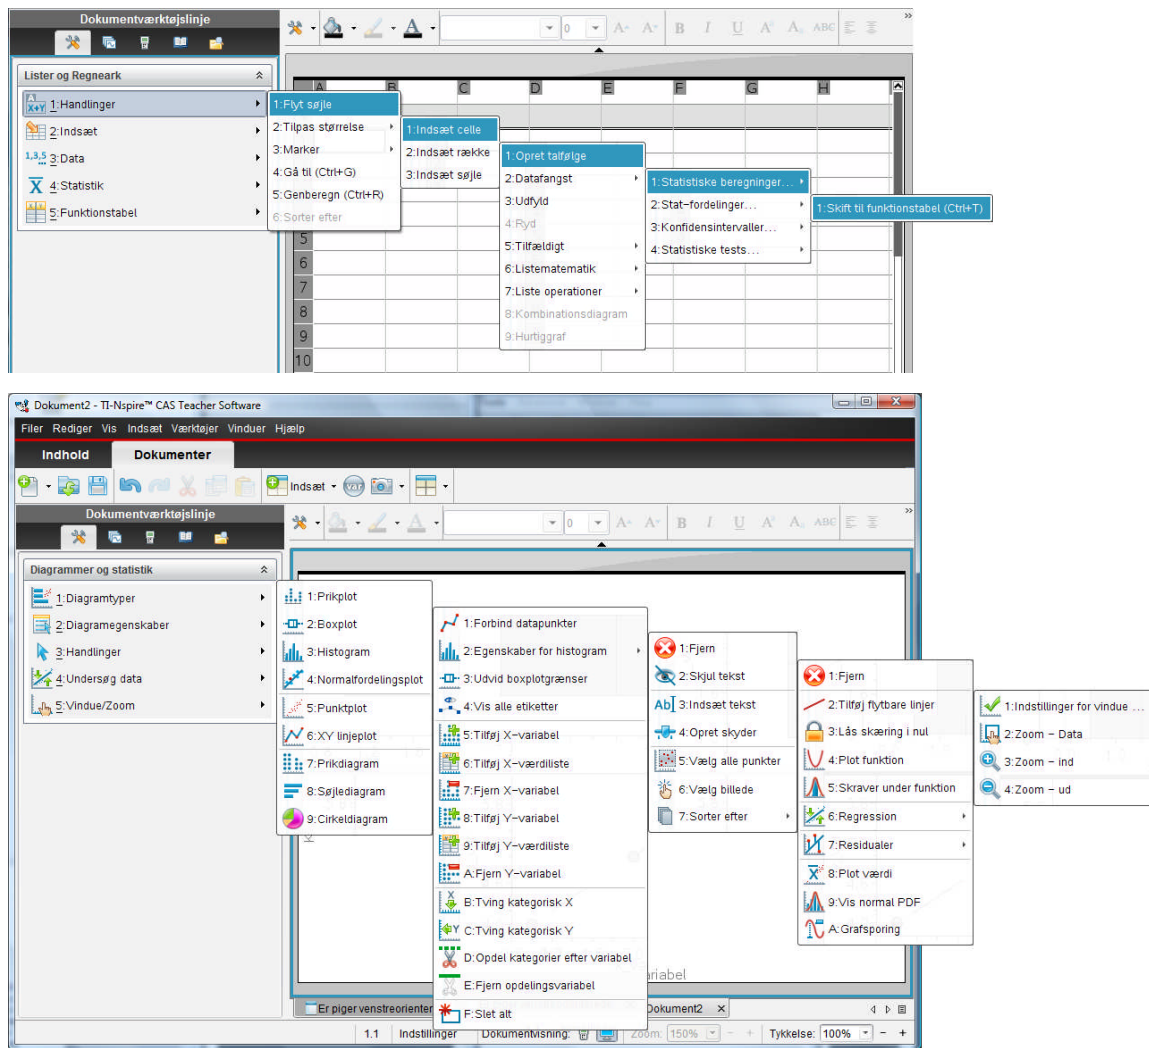 Dokumentværktøjslinje
0
A+ A- B I U Aº A₀ ABC
»
Lister og Regneark
1:Handlinger
2:Indsæt
3:Data
4:Statistik
5:Funktionstabel
A B C D E F G H
1:Flyt søjle
2:Tilpas størrelse
3:Marker
4:Gå til (Ctrl+G)
5:Genberegn (Ctrl+R)
6:Sorter efter
1:Indsæt celle
2:Indsæt række
3:Indsæt søjle
1:Opret talfølge
2:Datafangst
3:Udfyld
4:Ryd
5:Tilfældigt
6:Listematematik
7:Liste operationer
8:Kombinationsdiagram
9:Hurtiggraf
1:Statistiske beregninger...
2:Stat-fordelinger...
3:Konfidensintervaller...
4:Statistiske tests...
1:Skift til funktionstabel (Ctrl+T)
5
6
7
8
9
10
Dokument2 - TI-Nspire™ CAS Teacher Software
Filer Rediger Vis Indsæt Værktøjer Vinduer Hjælp
Indhold Dokumenter
Indsæt var
Dokumentværktøjslinje
0
A+ A- B I U Aº A₀ ABC
»
Diagrammer og statistik
1:Diagramtyper
2:Diagramegenskaber
3:Handlinger
4:Undersøg data
5:Vindue/Zoom
1:Prikplot
2:Boxplot
3:Histogram
4:Normalfordelingsplot
5:Punktplot
6:XY linjeplot
7:Prikdiagram
8:Søjlediagram
9:Cirkeldiagram
1:Forbind datapunkter
2:Egenskaber for histogram
3:Udvid boxplotgrænser
4:Vis alle etiketter
5:Tilføj X-variabel
6:Tilføj X-værdiliste
7:Fjern X-variabel
8:Tilføj Y-variabel
9:Tilføj Y-værdiliste
A:Fjern Y-variabel
B:Tving kategorisk X
C:Tving kategorisk Y
D:Opdel kategorier efter variabel
E:Fjern opdelingsvariabel
F:Slet alt
1:Fjern
2:Skjul tekst
3:Indsæt tekst
4:Opret skyder
5:Vælg alle punkter
6:Vælg billede
7:Sorter efter
1:Fjern
2:Tilføj flytbare linjer
3:Lås skæring i nul
4:Plot funktion
5:Skraver under funktion
6:Regression
7:Residualer
8:Plot værdi
9:Vis normal PDF
A:Grafsporing
1:Indstillinger for vindue ...
2:Zoom – Data
3:Zoom – ind
4:Zoom – ud
ariabel
Er piger venstreorienter
Dokument2 ×
1.1 Indstillinger Dokumentvisning: Zoom: 150% - + Tykkelse: 100% - +